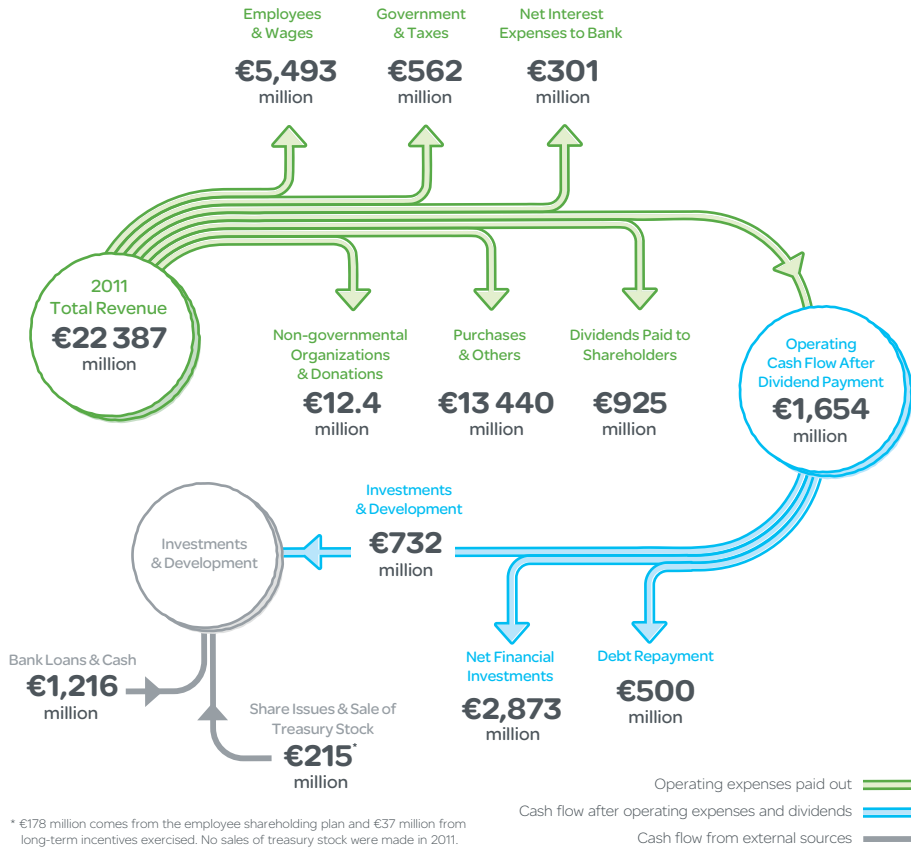 Employees
& Wages
€5,493
million
Government
& Taxes
€562
million
Net Interest
Expenses to Bank
€301
million
2011
Total Revenue
€22 387
million
Non-governmental
Organizations
& Donations
€12.4
million
Purchases
& Others
€13 440
million
Dividends Paid to
Shareholders
€925
million
Operating
Cash Flow After
Dividend Payment
€1,654
million
Investments
& Development
€732
million
Investments
& Development
Net Financial
Investments
€2,873
million
Debt Repayment
€500
million
Bank Loans & Cash
€1,216
million
Share Issues & Sale of
Treasury Stock
€215*
million
Operating expenses paid out
Cash flow after operating expenses and dividends
Cash flow from external sources
* €178 million comes from the employee shareholding plan and €37 million from
long-term incentives exercised. No sales of treasury stock were made in 2011.